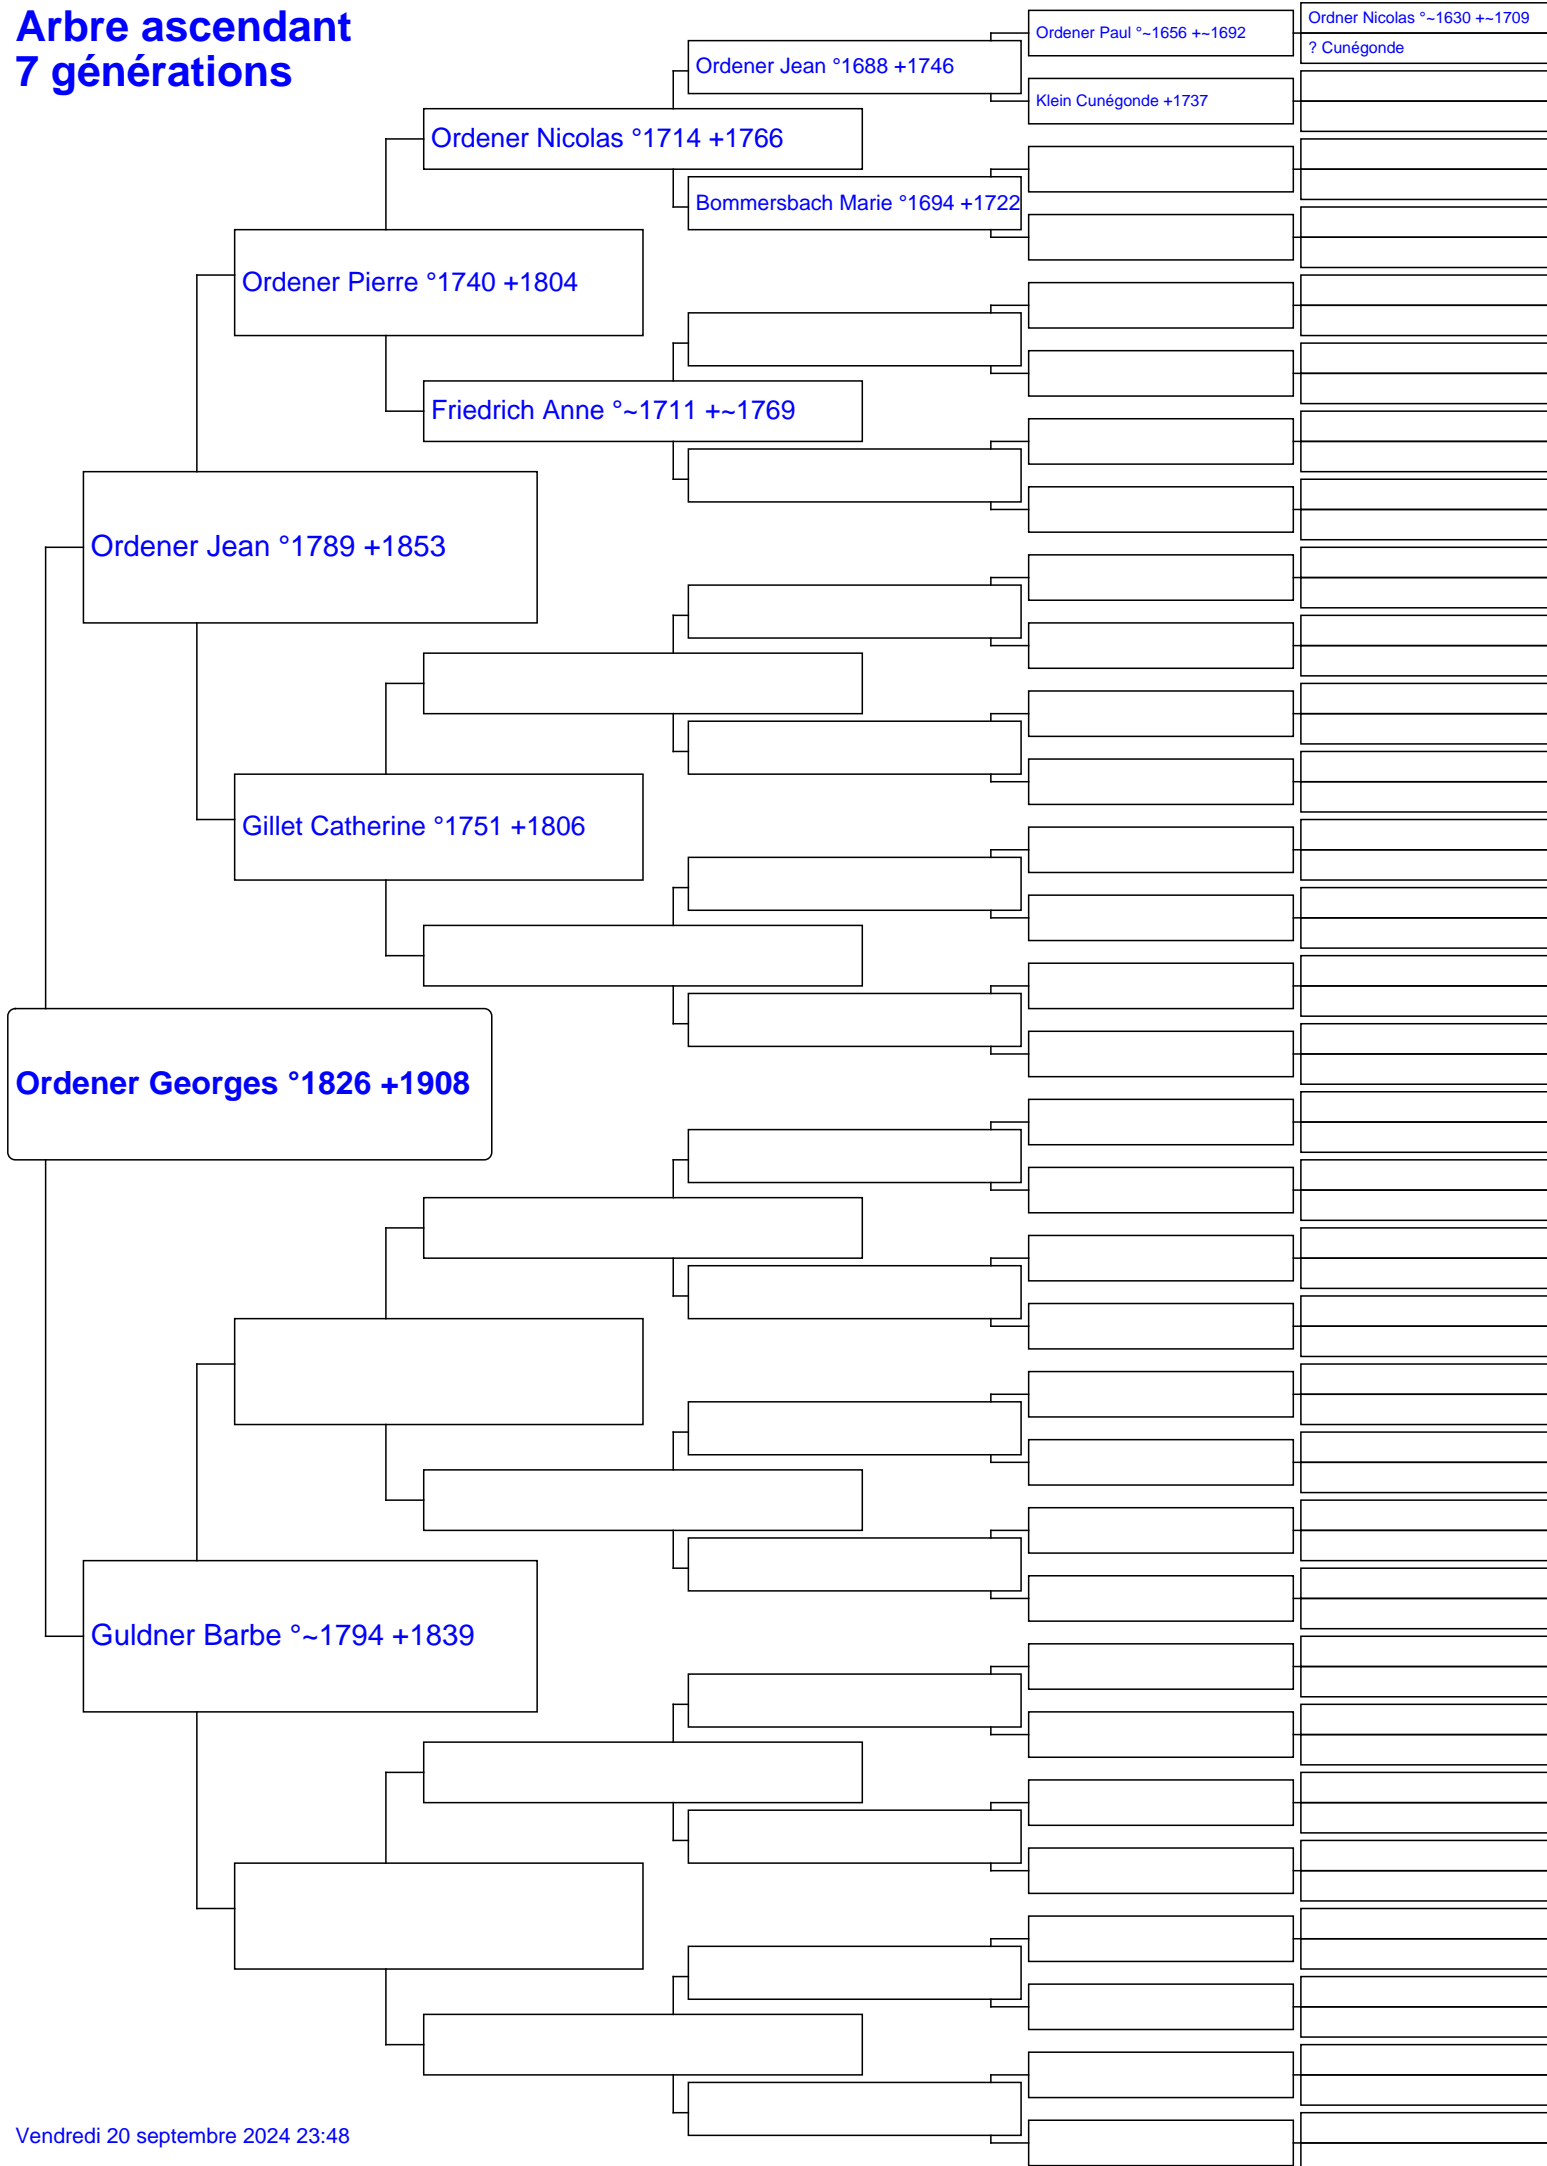 Arbre ascendant
7 générations
Ordner Nicolas °~1630 +~1709
? Cunégonde
Ordener Paul °~1656 +~1692
Klein Cunégonde +1737
Ordener Jean °1688 +1746
Bommersbach Marie °1694 +1722
Ordener Nicolas °1714 +1766
Friedrich Anne °~1711 +~1769
Ordener Pierre °1740 +1804
Gillet Catherine °1751 +1806
Ordener Jean °1789 +1853
Guldner Barbe °~1794 +1839
Ordener Georges °1826 +1908
Vendredi 20 septembre 2024 23:48